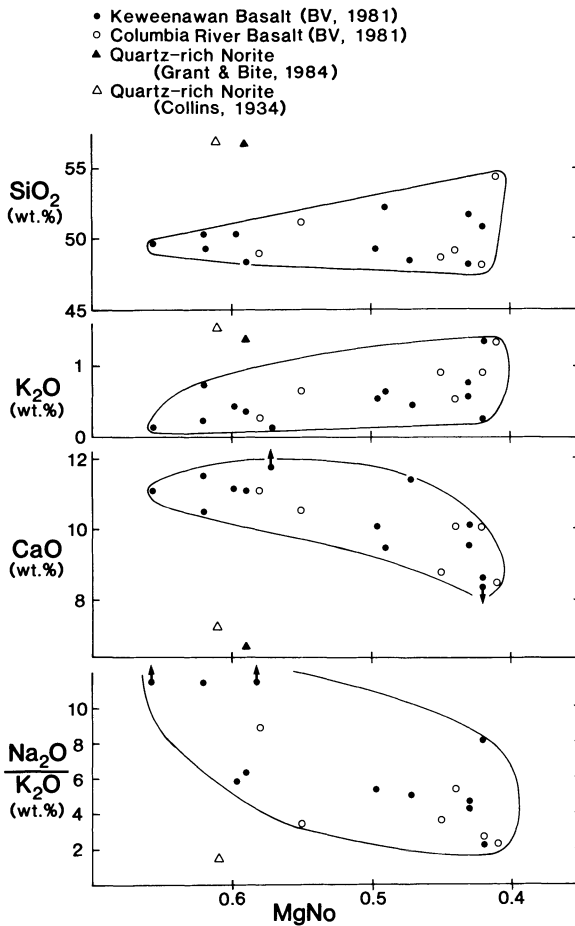 ● Keweenawan Basalt (BV, 1981)
○ Columbia River Basalt (BV, 1981)
▲ Quartz-rich Norite
(Grant & Bite, 1984)
△ Quartz-rich Norite
(Collins, 1934)
55
SiO₂
(wt.%)
50
45
1
K₂O
(wt.%)
0
12
CaO
(wt.%)
10
8
10
Na₂O
8
K₂O
6
(wt.%)
4
2
0.6
0.5
0.4
MgNo